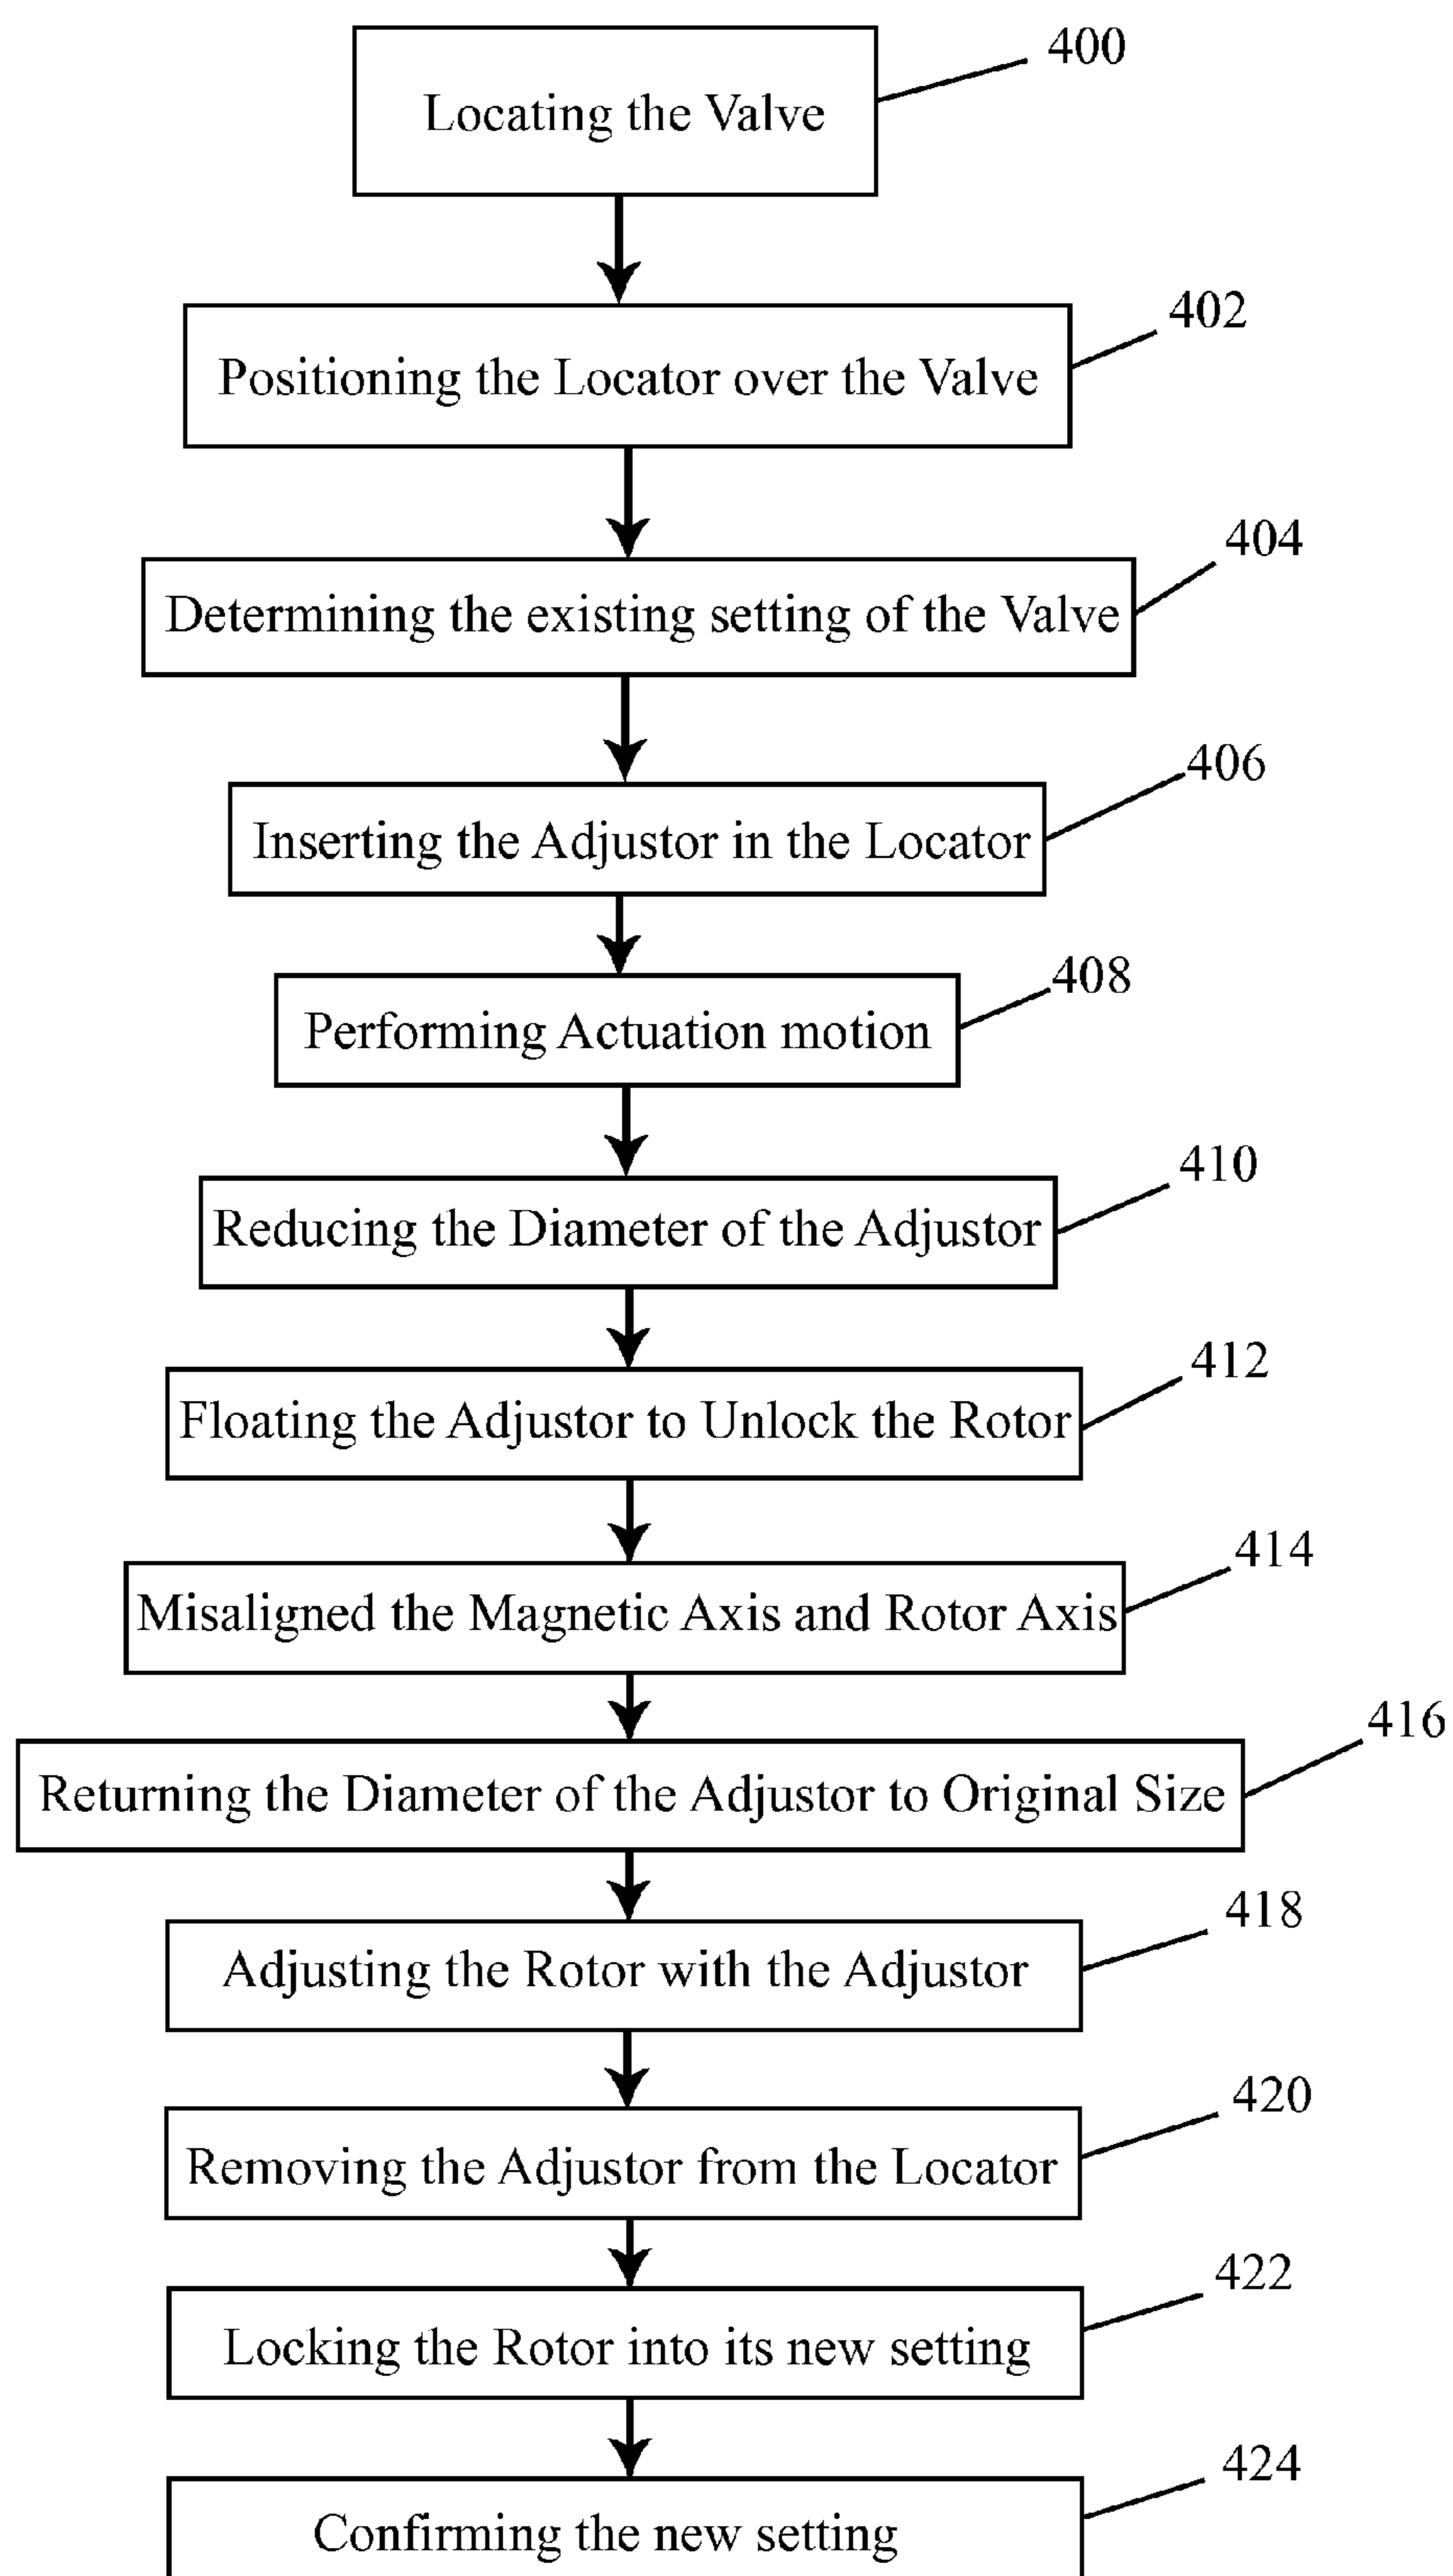 400
Locating the Valve
402
Positioning the Locator over the Valve
404
Determining the existing setting of the Valve
406
Inserting the Adjustor in the Locator
408
Performing Actuation motion
410
Reducing the Diameter of the Adjustor
412
Floating the Adjustor to Unlock the Rotor
414
Misaligned the Magnetic Axis and Rotor Axis
416
Returning the Diameter of the Adjustor to Original Size
418
Adjusting the Rotor with the Adjustor
420
Removing the Adjustor from the Locator
422
Locking the Rotor into its new setting
424
Confirming the new setting